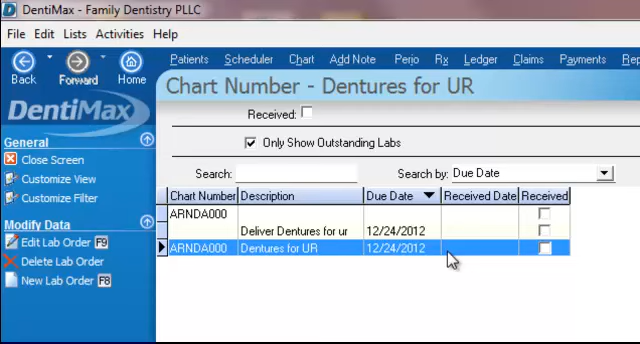 DentiMax - Family Dentistry PLLC
File Edit Lists Activities Help
Back Forward Home
Patients Scheduler Chart Add Note Perio Rx Ledger Claims Payments Rep
Chart Number - Dentures for UR
DentiMax
Received:
Only Show Outstanding Labs
General
Close Screen
Customize View
Customize Filter
Search: Search by: Due Date
Chart Number Description Due Date Received Date Received
ARNDA000
Deliver Dentures for ur 12/24/2012
ARNDA000 Dentures for UR 12/24/2012
Modify Data
Edit Lab Order F9
Delete Lab Order
New Lab Order F8